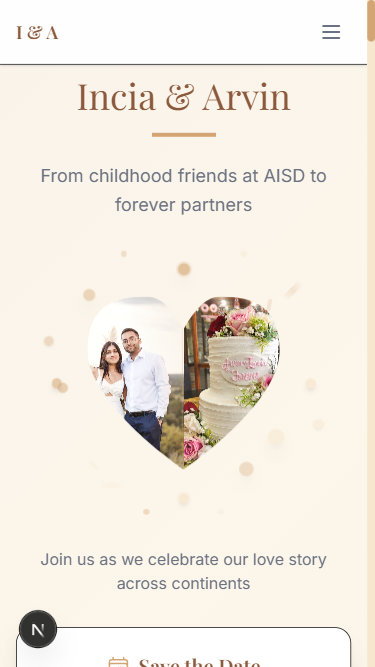 I & A
Incia & Arvin
From childhood friends at AISD to
forever partners
Join us as we celebrate our love story
across continents
N
Save the Date